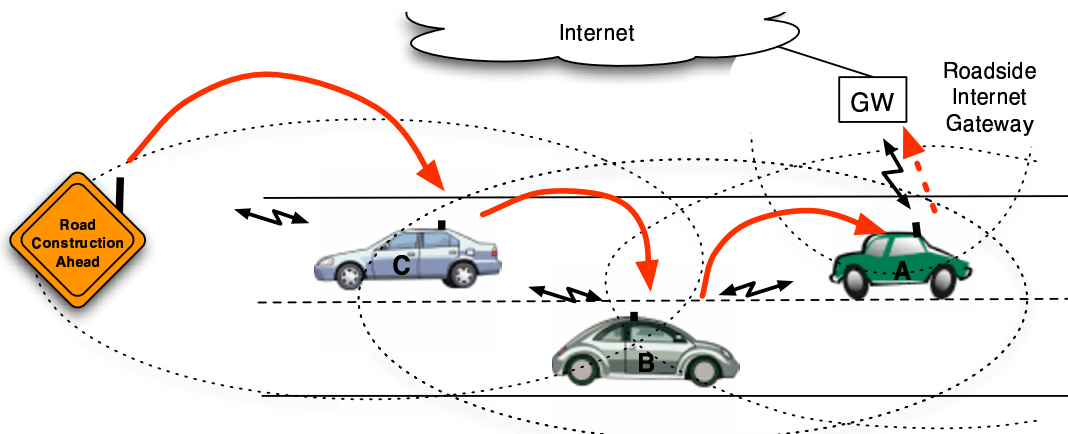 Internet
GW
Roadside
Internet
Gateway
Road
Construction
Ahead
C
B
A